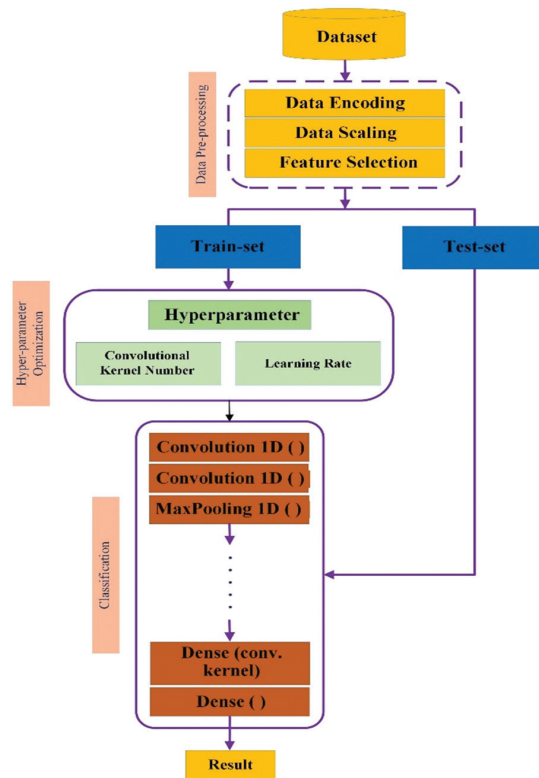 Dataset
Data Pre-processing
Data Encoding
Data Scaling
Feature Selection
Train-set
Test-set
Hyper-parameter
Optimization
Hyperparameter
Convolutional
Kernel Number
Learning Rate
Classification
Convolution 1D ( )
Convolution 1D ( )
MaxPooling 1D ( )
Dense (conv.
kernel)
Dense ( )
Result